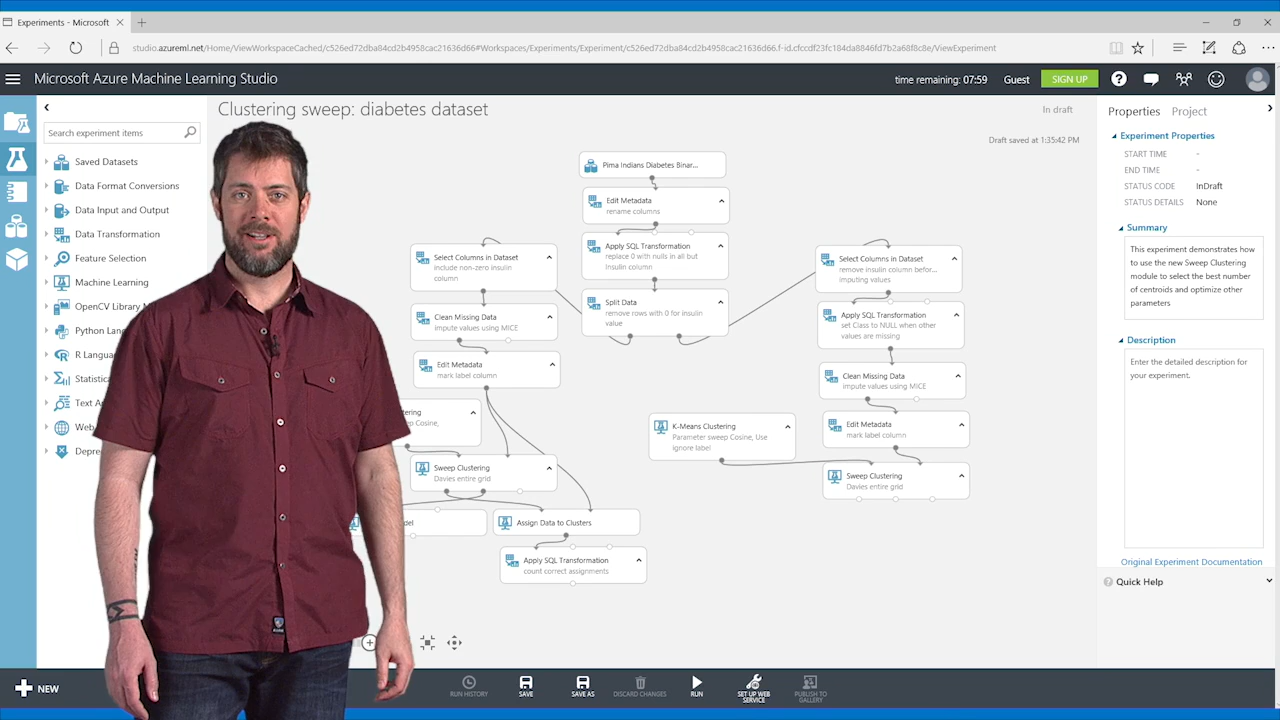 Experiments - Microsoft
studio.azureml.net/Home/ViewWorkspaceCached/c526ed72dba84cd2b4958cac21636d66#Workspaces/Experiments/Experiment/c526ed72dba84cd2b4958cac21636d66.f-id.cfccdf23fc184da8846fd7b2a68f8c8e/ViewExperiment
Microsoft Azure Machine Learning Studio
time remaining: 07:59
Guest
SIGN UP
Search experiment items
Saved Datasets
Data Format Conversions
Data Input and Output
Data Transformation
Feature Selection
Machine Learning
OpenCV Library M
Python Lang
R Langua
Statistica
Text An
Web
Depre
Clustering sweep: diabetes dataset
In draft
Draft saved at 1:35:42 PM
Pima Indians Diabetes Binar...
Edit Metadata
rename columns
Apply SQL Transformation
replace 0 with nulls in all but
Insulin column
Split Data
remove rows with 0 for insulin
value
Select Columns in Dataset
include non-zero insulin
column
Clean Missing Data
impute values using MICE
Edit Metadata
mark label column
tering
Cosine,
Sweep Clustering
Davies entire grid
del
Assign Data to Clusters
Apply SQL Transformation
count correct assignments
Select Columns in Dataset
remove insulin column befor...
imputing values
Apply SQL Transformation
set Class to NULL when other
values are missing
Clean Missing Data
impute values using MICE
K-Means Clustering
Parameter sweep Cosine, Use
ignore label
Edit Metadata
mark label column
Sweep Clustering
Davies entire grid
Properties
Project
Experiment Properties
START TIME -
END TIME -
STATUS CODE InDraft
STATUS DETAILS None
Summary
This experiment demonstrates how
to use the new Sweep Clustering
module to select the best number
of centroids and optimize other
parameters
Description
Enter the detailed description for
your experiment.
Original Experiment Documentation
Quick Help
NEW
RUN HISTORY
SAVE
SAVE AS
DISCARD CHANGES
RUN
SET UP WEB
SERVICE
PUBLISH TO
GALLERY